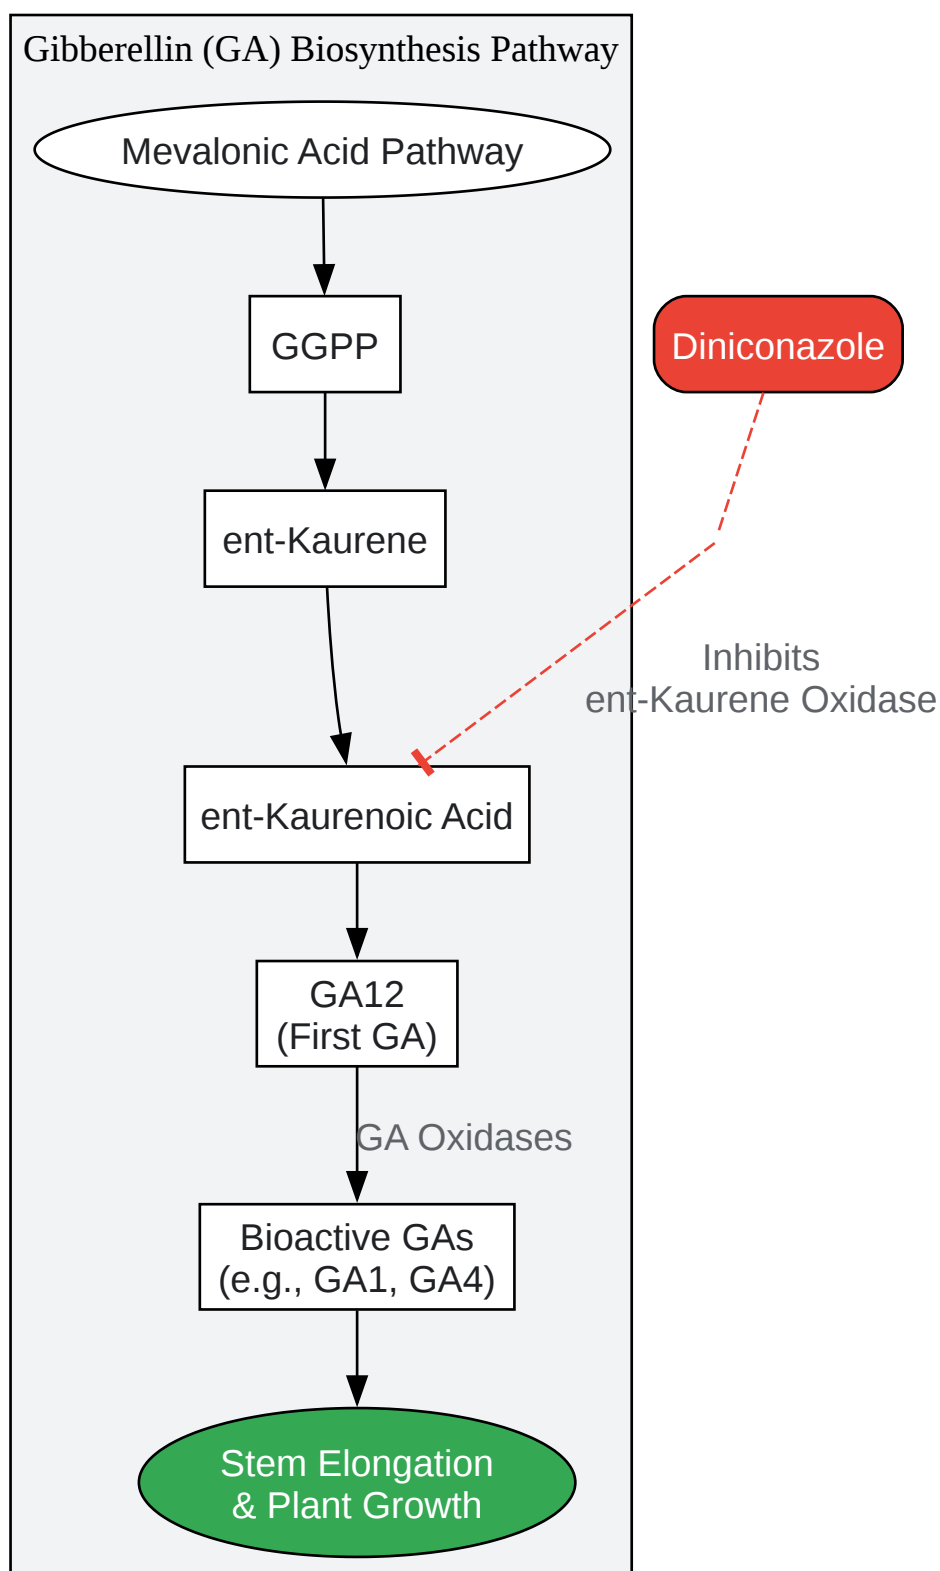 Gibberellin (GA) Biosynthesis Pathway
Mevalonic Acid Pathway
GGPP
Diniconazole
ent-Kaurene
Inhibits
ent-Kaurene Oxidase
ent-Kaurenoic Acid
GA12
(First GA)
GA Oxidases
Bioactive GAs
(e.g., GA1, GA4)
Stem Elongation
& Plant Growth